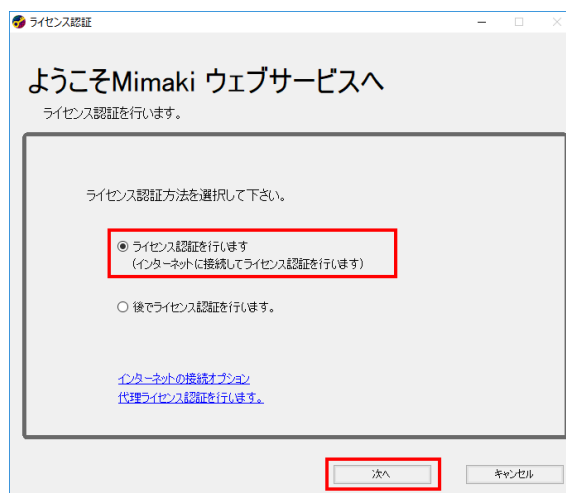 ライセンス認証
ようこそMimaki ウェブサービスへ
ライセンス認証を行います。
ライセンス認証方法を選択して下さい。
ライセンス認証を行います
(インターネットに接続してライセンス認証を行います)
後でライセンス認証を行います。
インターネットの接続オプション
代理ライセンス認証を行います。
次へ
キャンセル